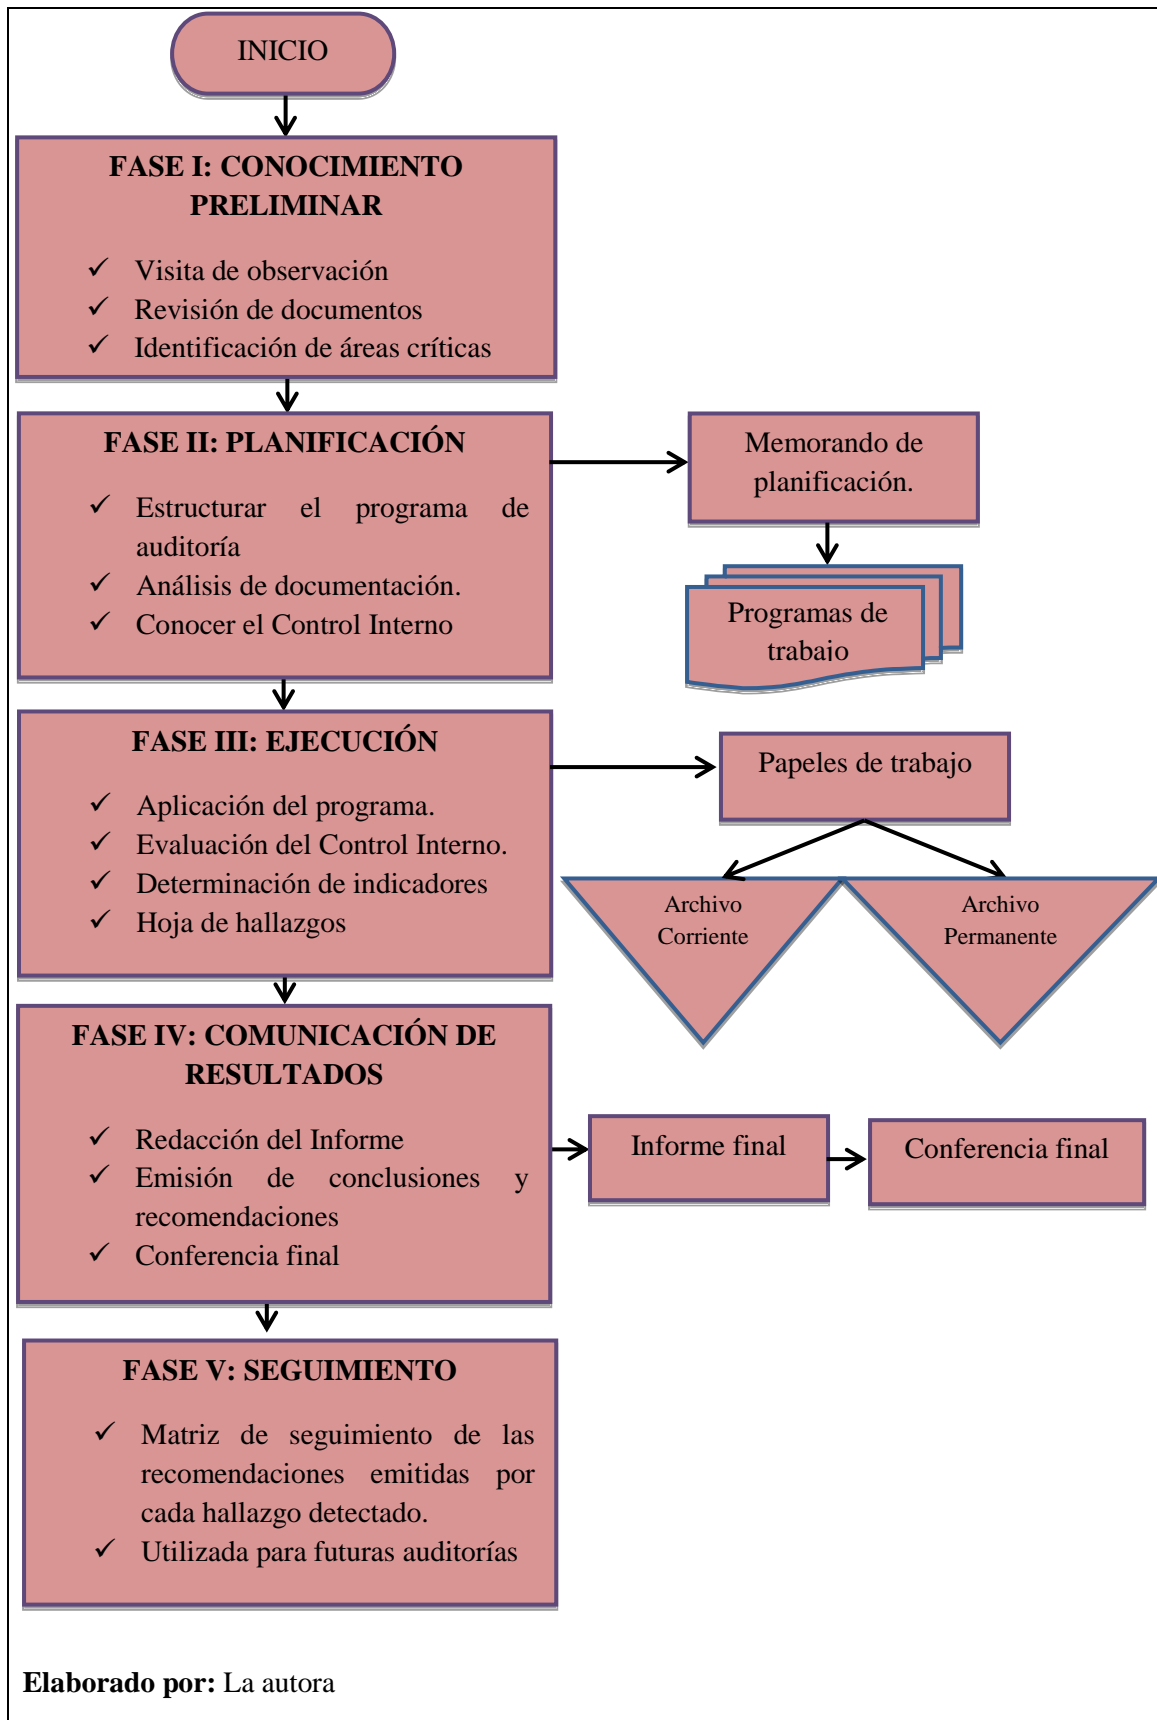 INICIO
FASE I: CONOCIMIENTO
PRELIMINAR
✓ Visita de observación
✓ Revisión de documentos
✓ Identificación de áreas críticas
FASE II: PLANIFICACIÓN
✓ Estructurar el programa de
auditoría
✓ Análisis de documentación.
✓ Conocer el Control Interno
Memorando de
planificación.
Programas de
trabajo
FASE III: EJECUCIÓN
✓ Aplicación del programa.
✓ Evaluación del Control Interno.
✓ Determinación de indicadores
✓ Hoja de hallazgos
Papeles de trabajo
Archivo
Corriente
Archivo
Permanente
FASE IV: COMUNICACIÓN DE
RESULTADOS
✓ Redacción del Informe
✓ Emisión de conclusiones y
recomendaciones
✓ Conferencia final
Informe final
Conferencia final
FASE V: SEGUIMIENTO
✓ Matriz de seguimiento de las
recomendaciones emitidas por
cada hallazgo detectado.
✓ Utilizada para futuras auditorías
Elaborado por: La autora